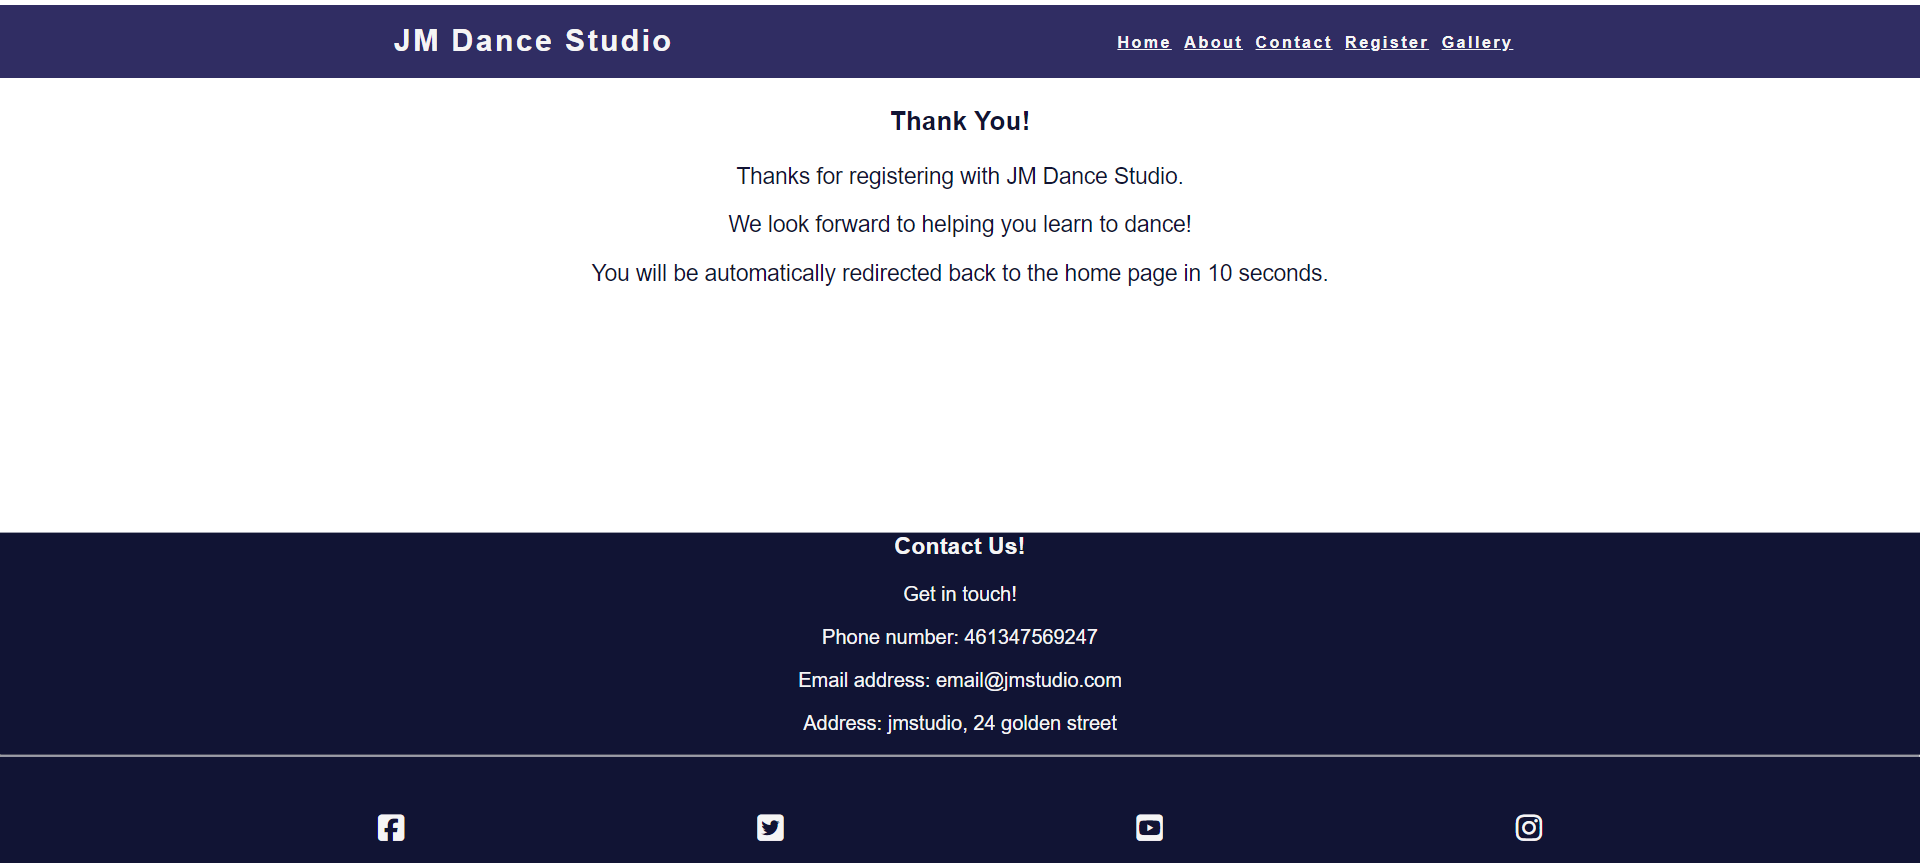 JM Dance Studio
Home About Contact Register Gallery
Thank You!
Thanks for registering with JM Dance Studio.
We look forward to helping you learn to dance!
You will be automatically redirected back to the home page in 10 seconds.
Contact Us!
Get in touch!
Phone number: 461347569247
Email address: email@jmstudio.com
Address: jmstudio, 24 golden street